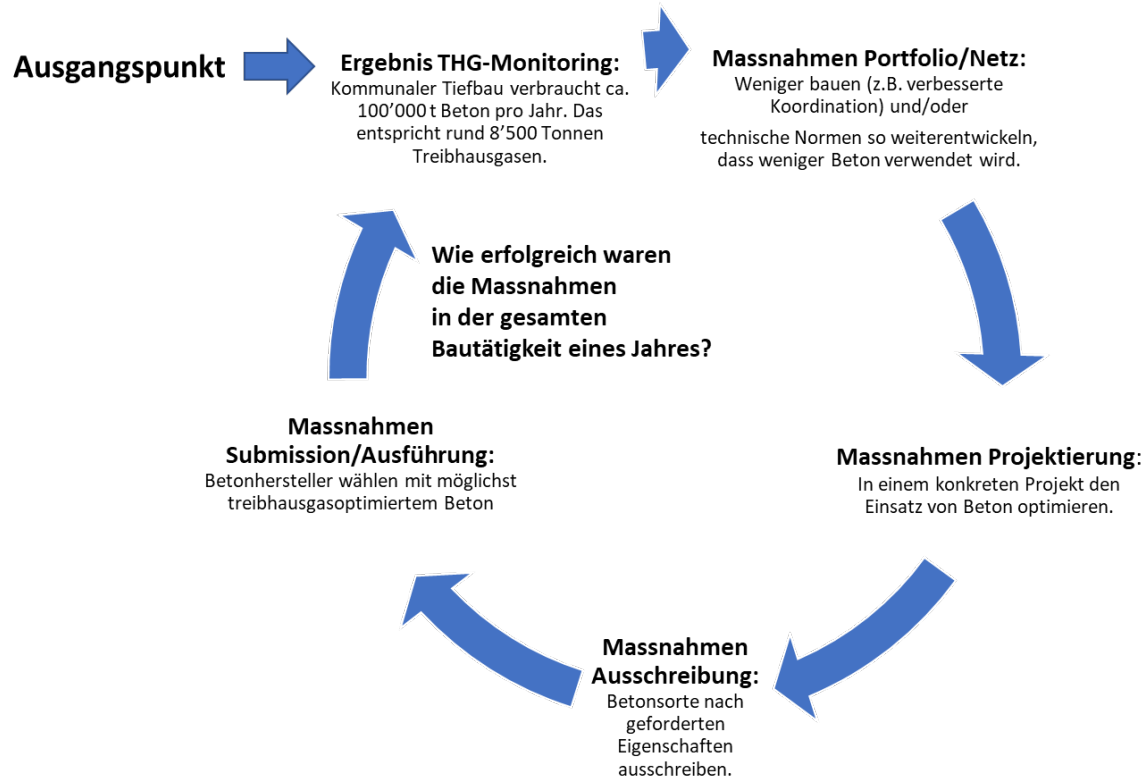 Ausgangspunkt
Ergebnis THG-Monitoring:
Kommunaler Tiefbau verbraucht ca.
100’000 t Beton pro Jahr. Das
entspricht rund 8’500 Tonnen
Treibhausgasen.
Massnahmen Portfolio/Netz:
Weniger bauen (z.B. verbesserte
Koordination) und/oder
technische Normen so weiterentwickeln,
dass weniger Beton verwendet wird.
Wie erfolgreich waren
die Massnahmen
in der gesamten
Bautätigkeit eines Jahres?
Massnahmen Projektierung:
In einem konkreten Projekt den
Einsatz von Beton optimieren.
Massnahmen
Ausschreibung:
Betonsorte nach
geforderten
Eigenschaften
ausschreiben.
Massnahmen
Submission/Ausführung:
Betonhersteller wählen mit möglichst
treibhausgasoptimiertem Beton